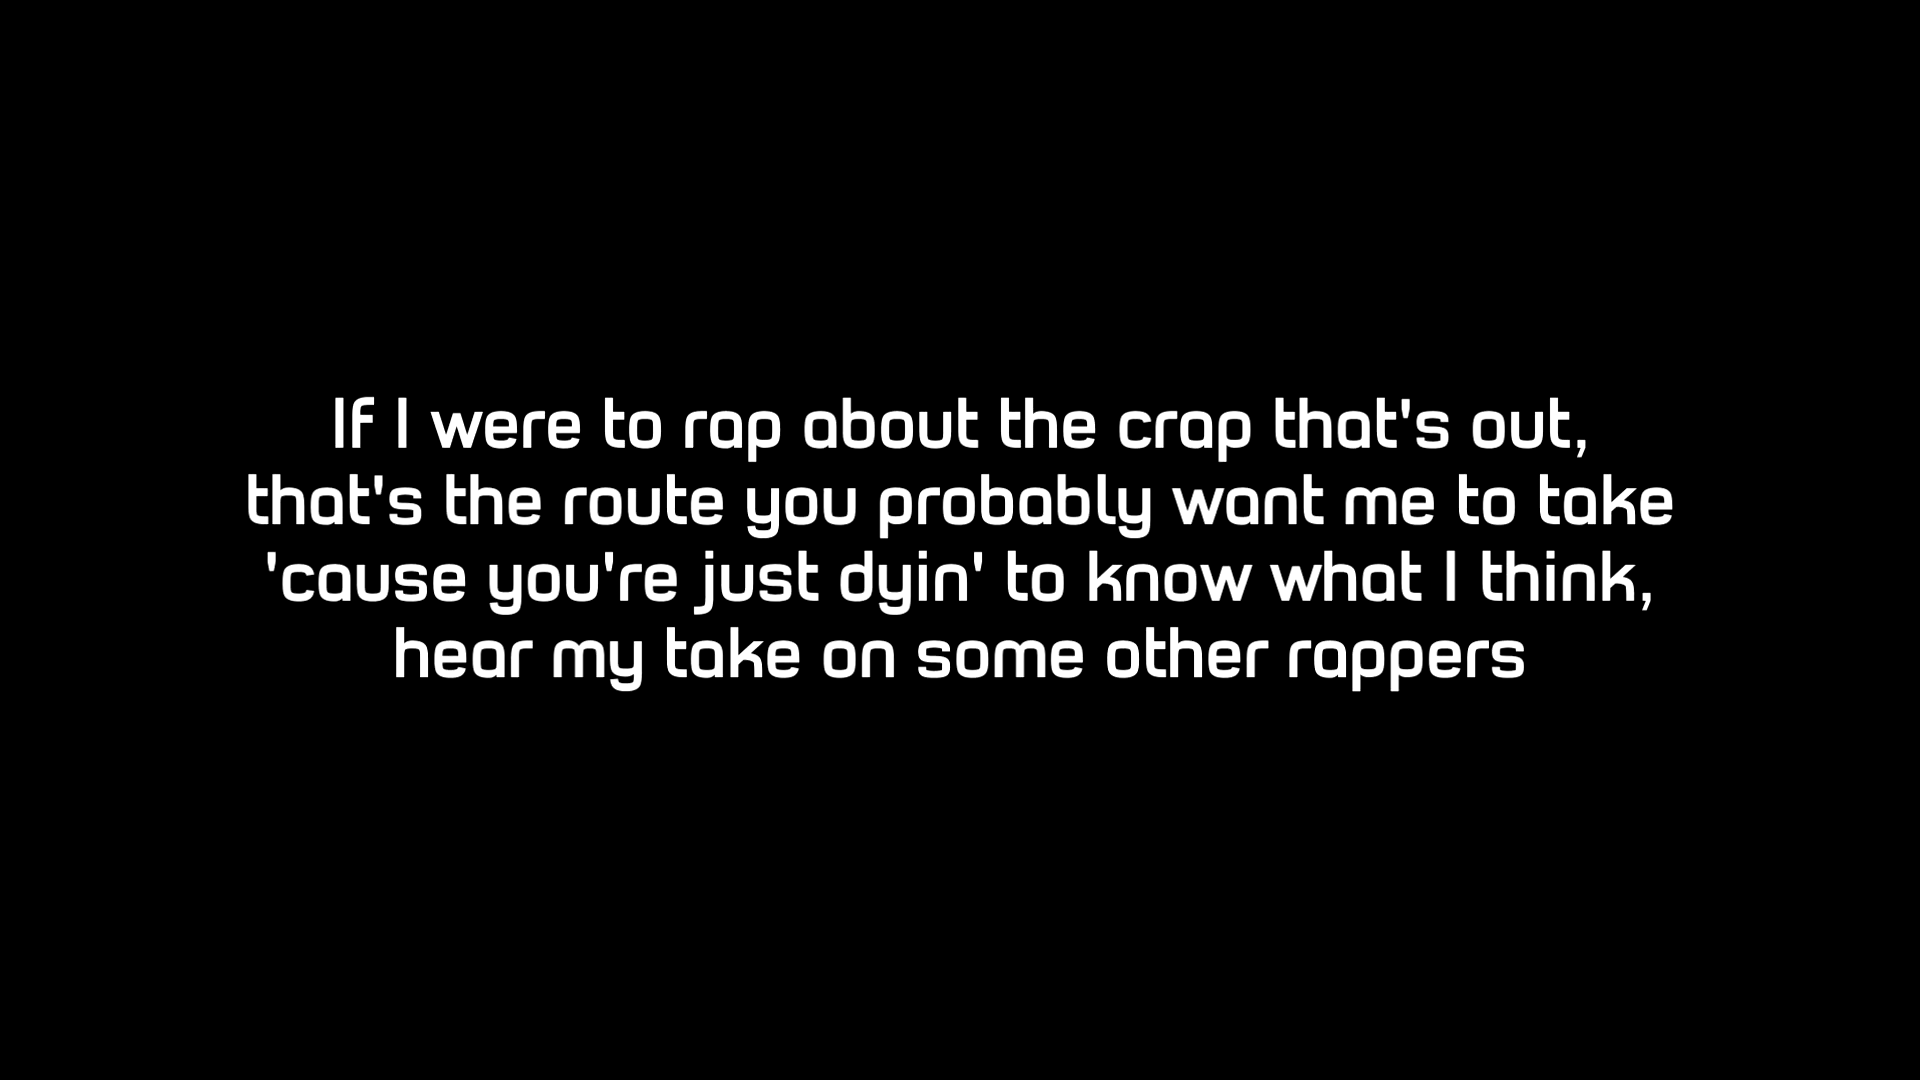 If I were to rap about the crap that's out,
that's the route you probably want me to take
'cause you're just dyin' to know what I think,
hear my take on some other rappers